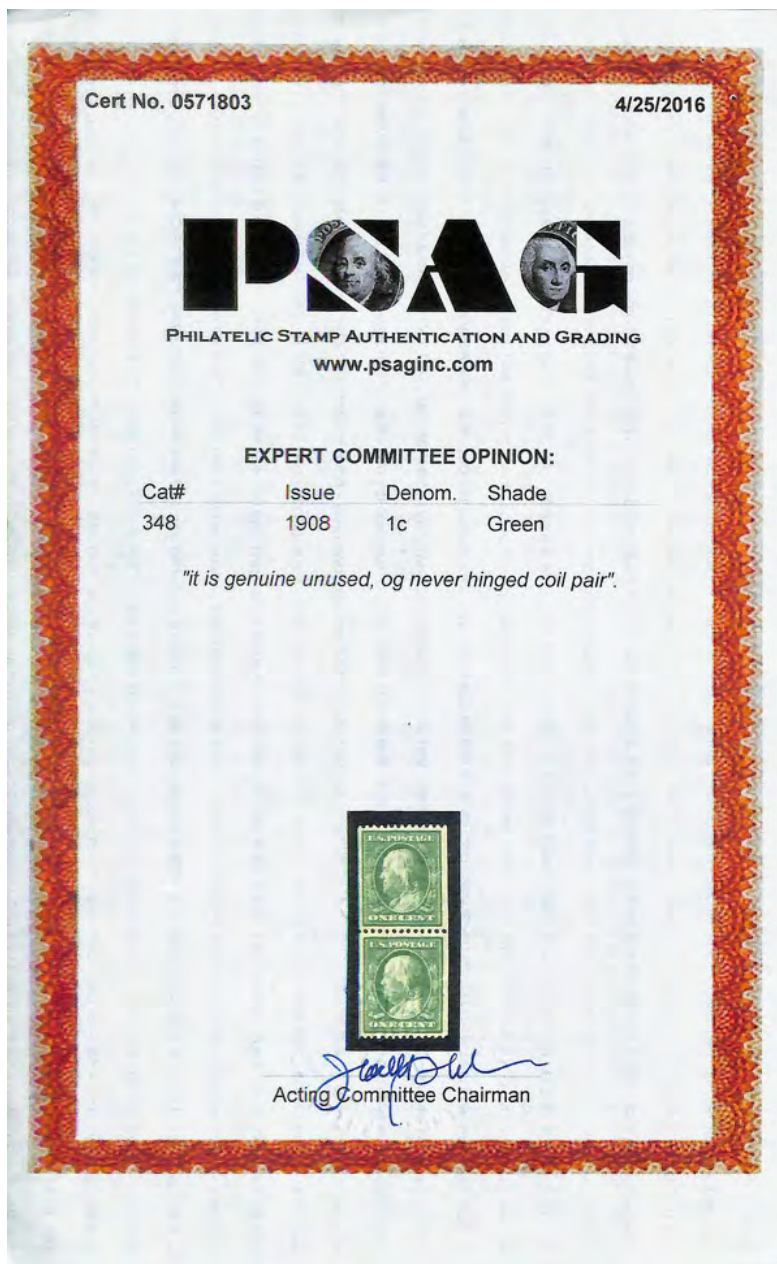 Cert No. 0571803 4/25/2016
PSAG
PHILATELIC STAMP AUTHENTICATION AND GRADING
www.psaginc.com
EXPERT COMMITTEE OPINION:
Cat# Issue Denom. Shade
348 1908 1c Green
"it is genuine unused, og never hinged coil pair".
U.S.POSTAGE
ONE CENT
U.S.POSTAGE
ONE CENT
Acting Committee Chairman